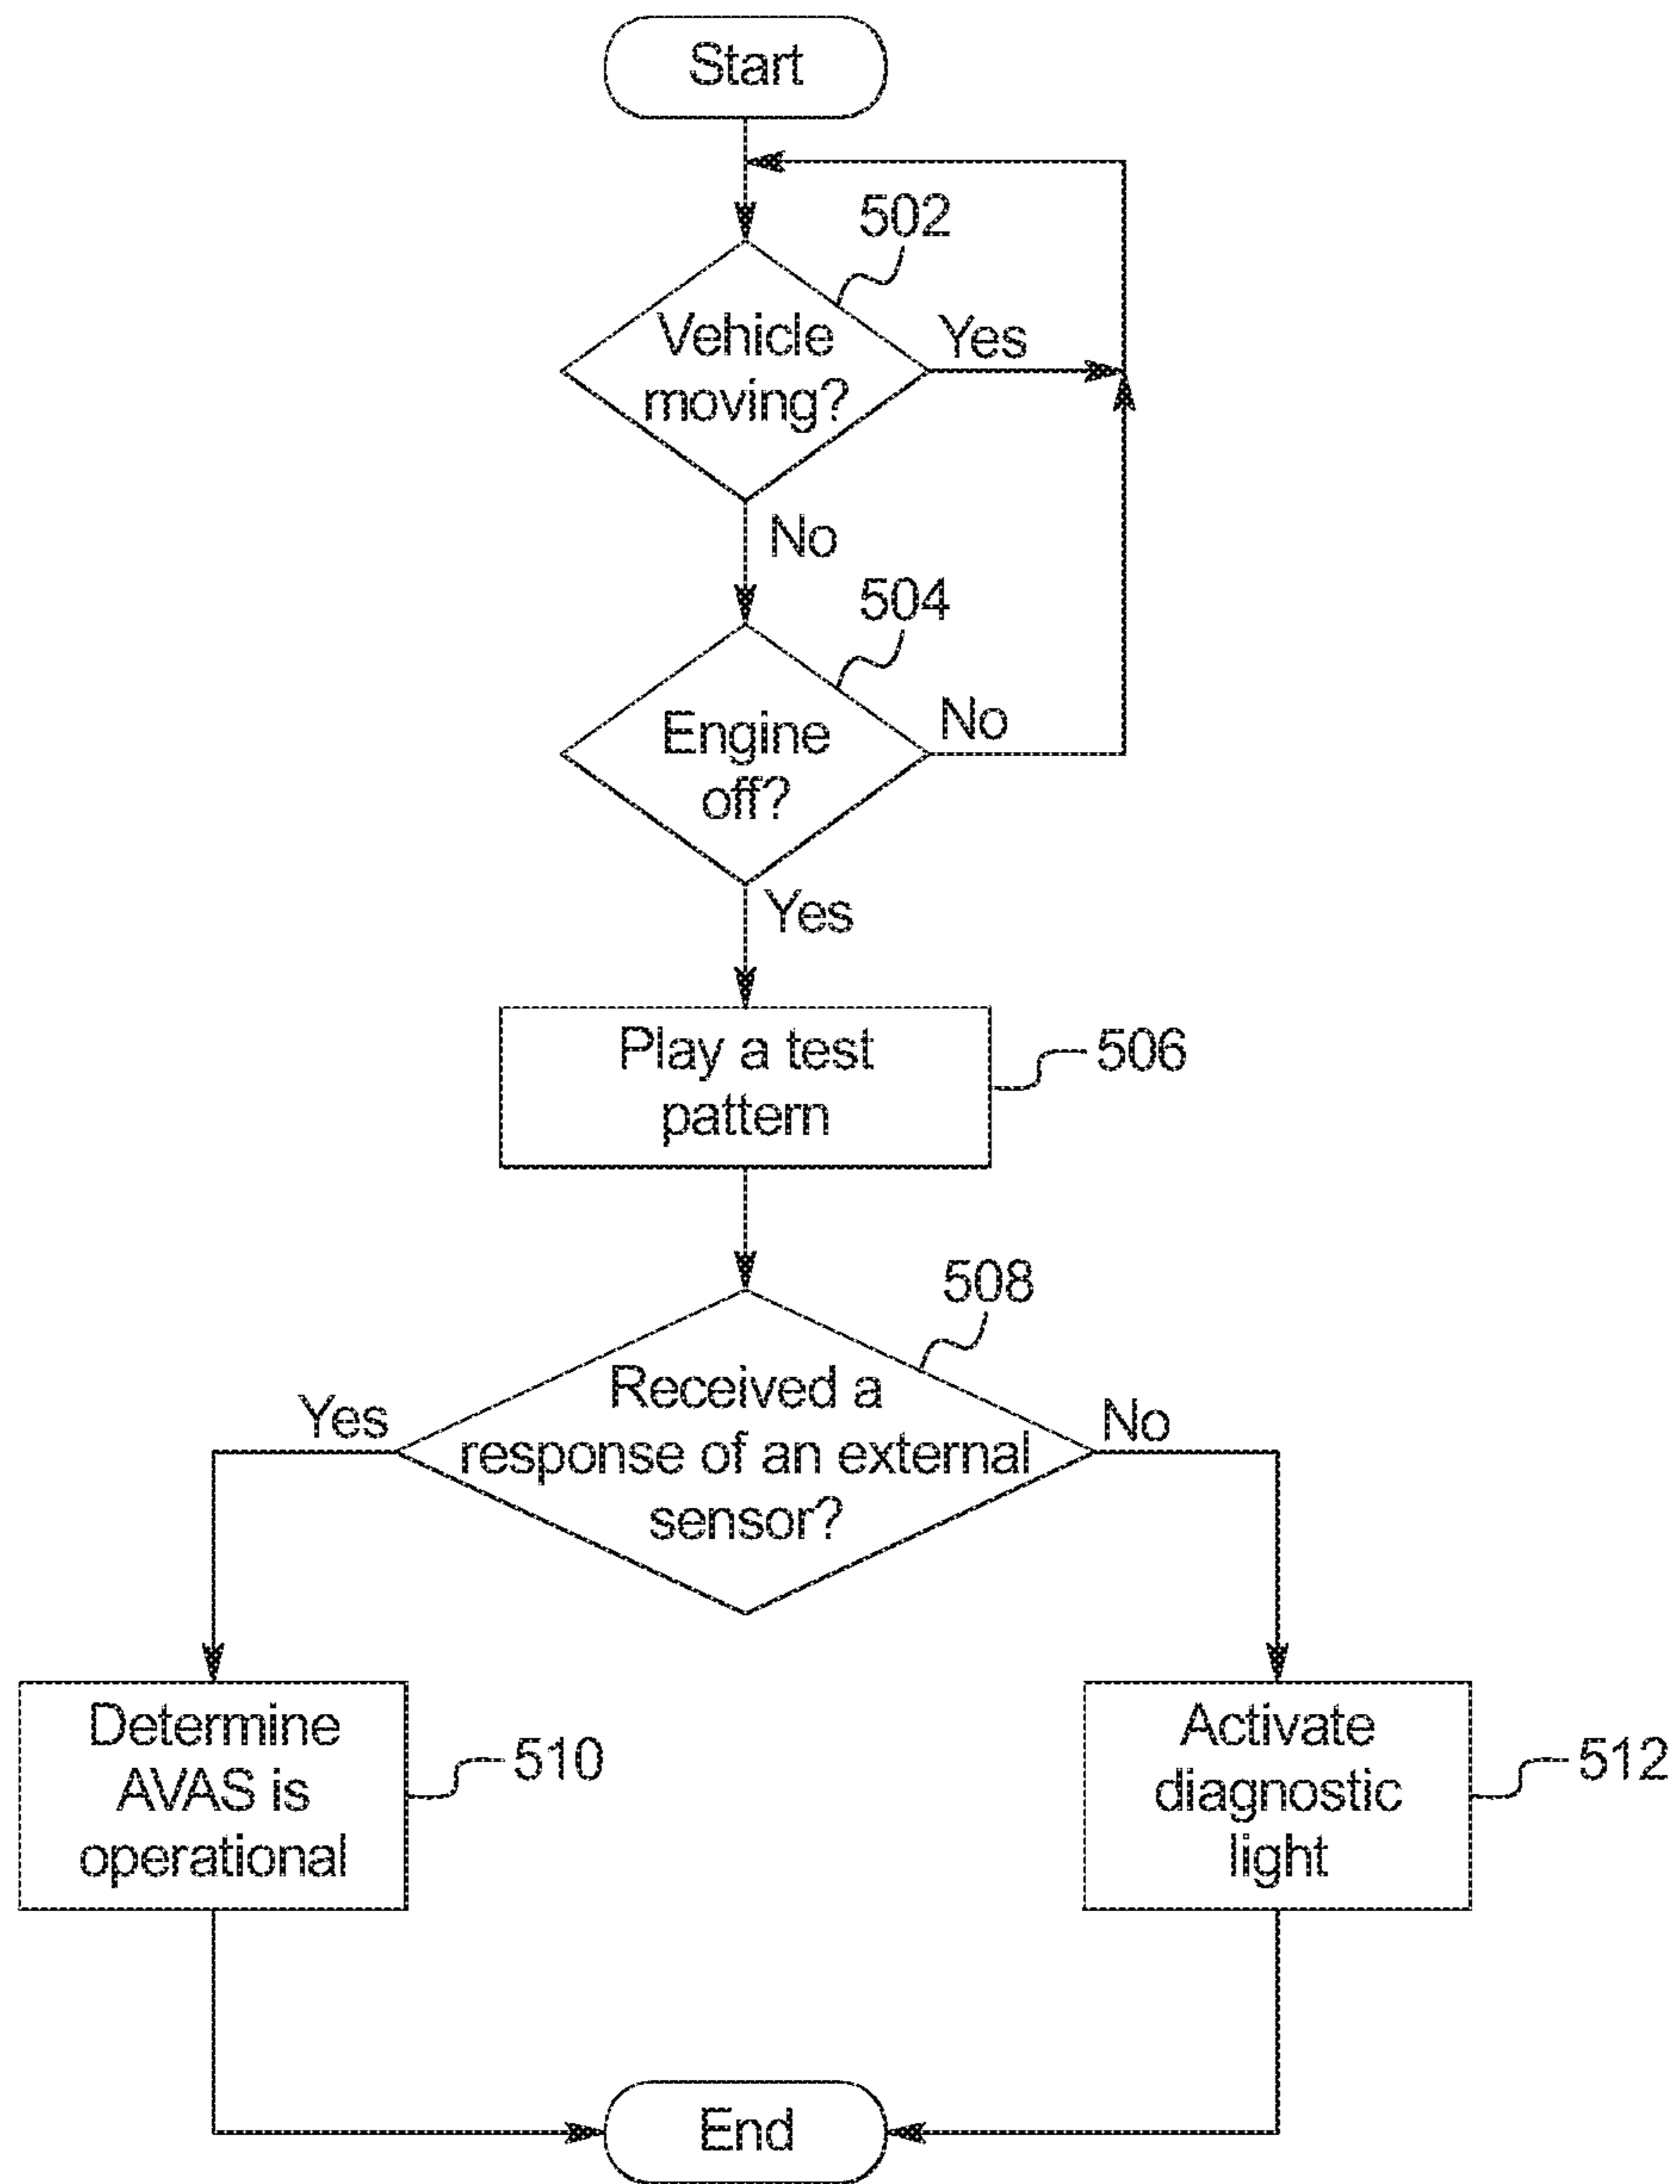 Start
502
Vehicle
moving?
Yes
No
504
Engine
off?
No
Yes
Play a test
pattern
506
508
Received a
response of an external
sensor?
Yes
No
Determine
AVAS is
operational
510
Activate
diagnostic
light
512
End